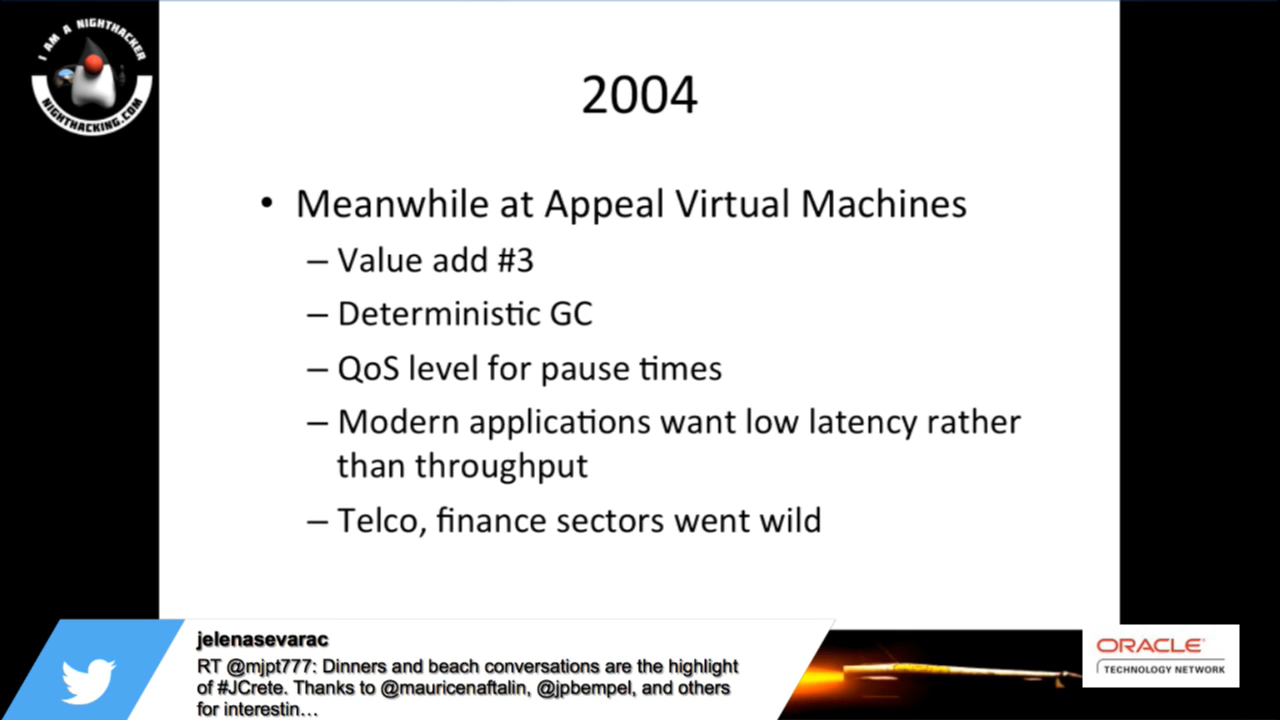 I AM A NIGHTHACKER
NIGHTHACKING.COM
2004
• Meanwhile at Appeal Virtual Machines
– Value add #3
– Deterministic GC
– QoS level for pause times
– Modern applications want low latency rather
than throughput
– Telco, finance sectors went wild
jelenasevarac
RT @mjpt777: Dinners and beach conversations are the highlight
of #JCrete. Thanks to @mauricenaftalin, @jpbempel, and others
for interestin…
ORACLE
TECHNOLOGY NETWORK